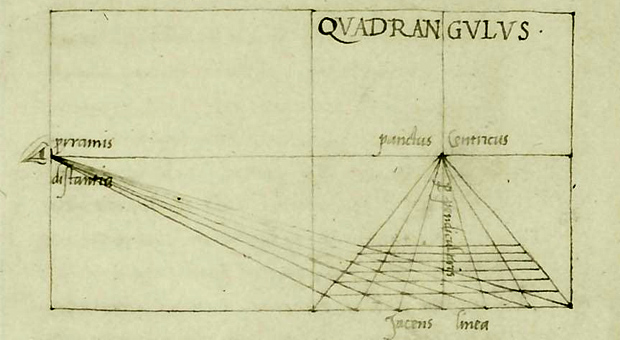 QVADRANGVLVS ·
pyramis
distantia
punctus Centricus
Jacens linea